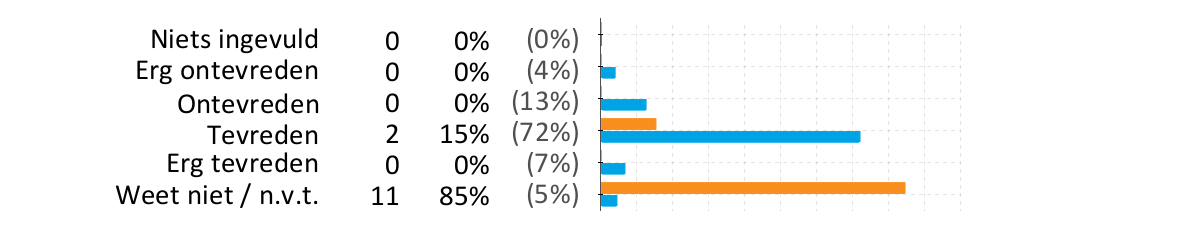 Niets ingevuld 0 0% (0%)
Erg ontevreden 0 0% (4%)
Ontevreden 0 0% (13%)
Tevreden 2 15% (72%)
Erg tevreden 0 0% (7%)
Weet niet / n.v.t. 11 85% (5%)